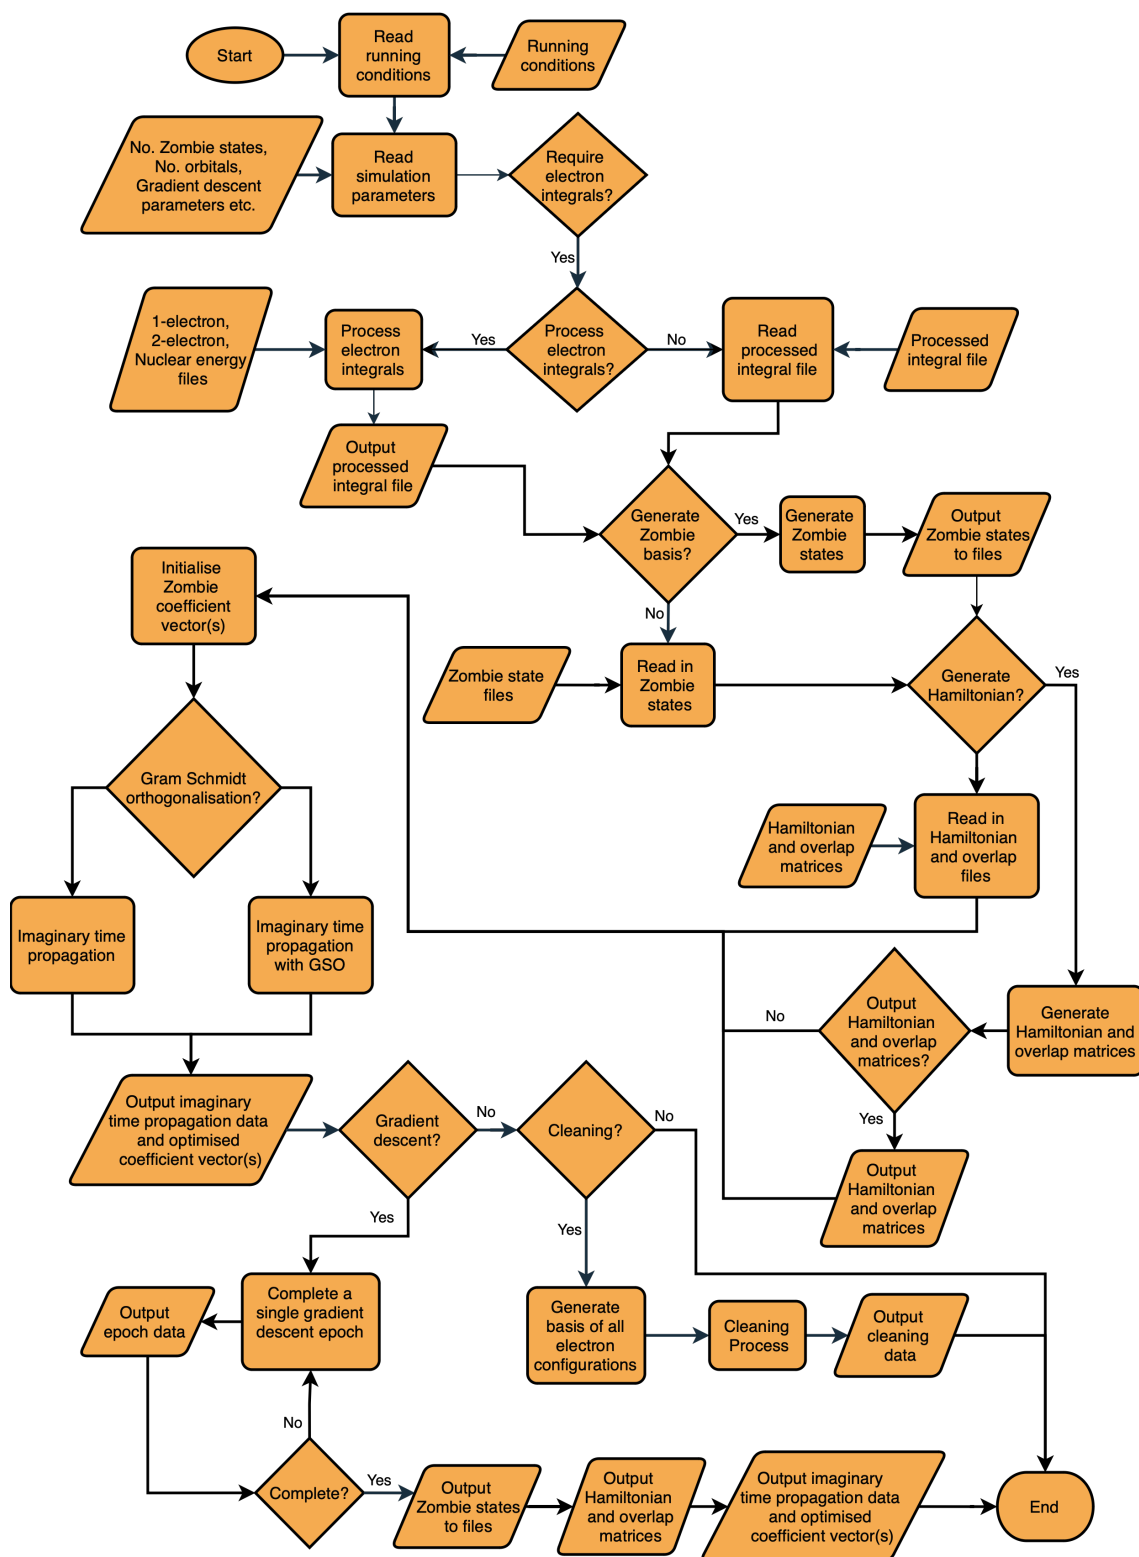 Start
Read
running
conditions
Running
conditions
No. Zombie states,
No. orbitals,
Gradient descent
parameters etc.
Read
simulation
parameters
Require
electron
integrals?
Yes
1-electron,
2-electron,
Nuclear energy
files
Process
electron
integrals
Yes
Process
electron
integrals?
No
Read
processed
integral file
Processed
integral file
Output
processed
integral file
Generate
Zombie
basis?
Yes
Generate
Zombie
states
Output
Zombie states
to files
Initialise
Zombie
coefficient
vector(s)
No
Zombie state
files
Read in
Zombie
states
Generate
Hamiltonian?
Yes
Gram Schmidt
orthogonalisation?
Hamiltonian
and overlap
matrices
Read in
Hamiltonian
and overlap
files
Imaginary time
propagation
Imaginary time
propagation
with GSO
No
Output
Hamiltonian
and overlap
matrices?
Generate
Hamiltonian and
overlap matrices
Yes
Output
Hamiltonian
and overlap
matrices
Output imaginary
time propagation data
and optimised
coefficient vector(s)
Gradient
descent?
No
Cleaning?
No
Yes
Yes
Output
epoch data
Complete a
single gradient
descent epoch
Generate
basis of all
electron
configurations
Cleaning
Process
Output
cleaning
data
No
Complete?
Yes
Output
Zombie states
to files
Output
Hamiltonian
and overlap
matrices
Output imaginary
time propagation data
and optimised
coefficient vector(s)
End